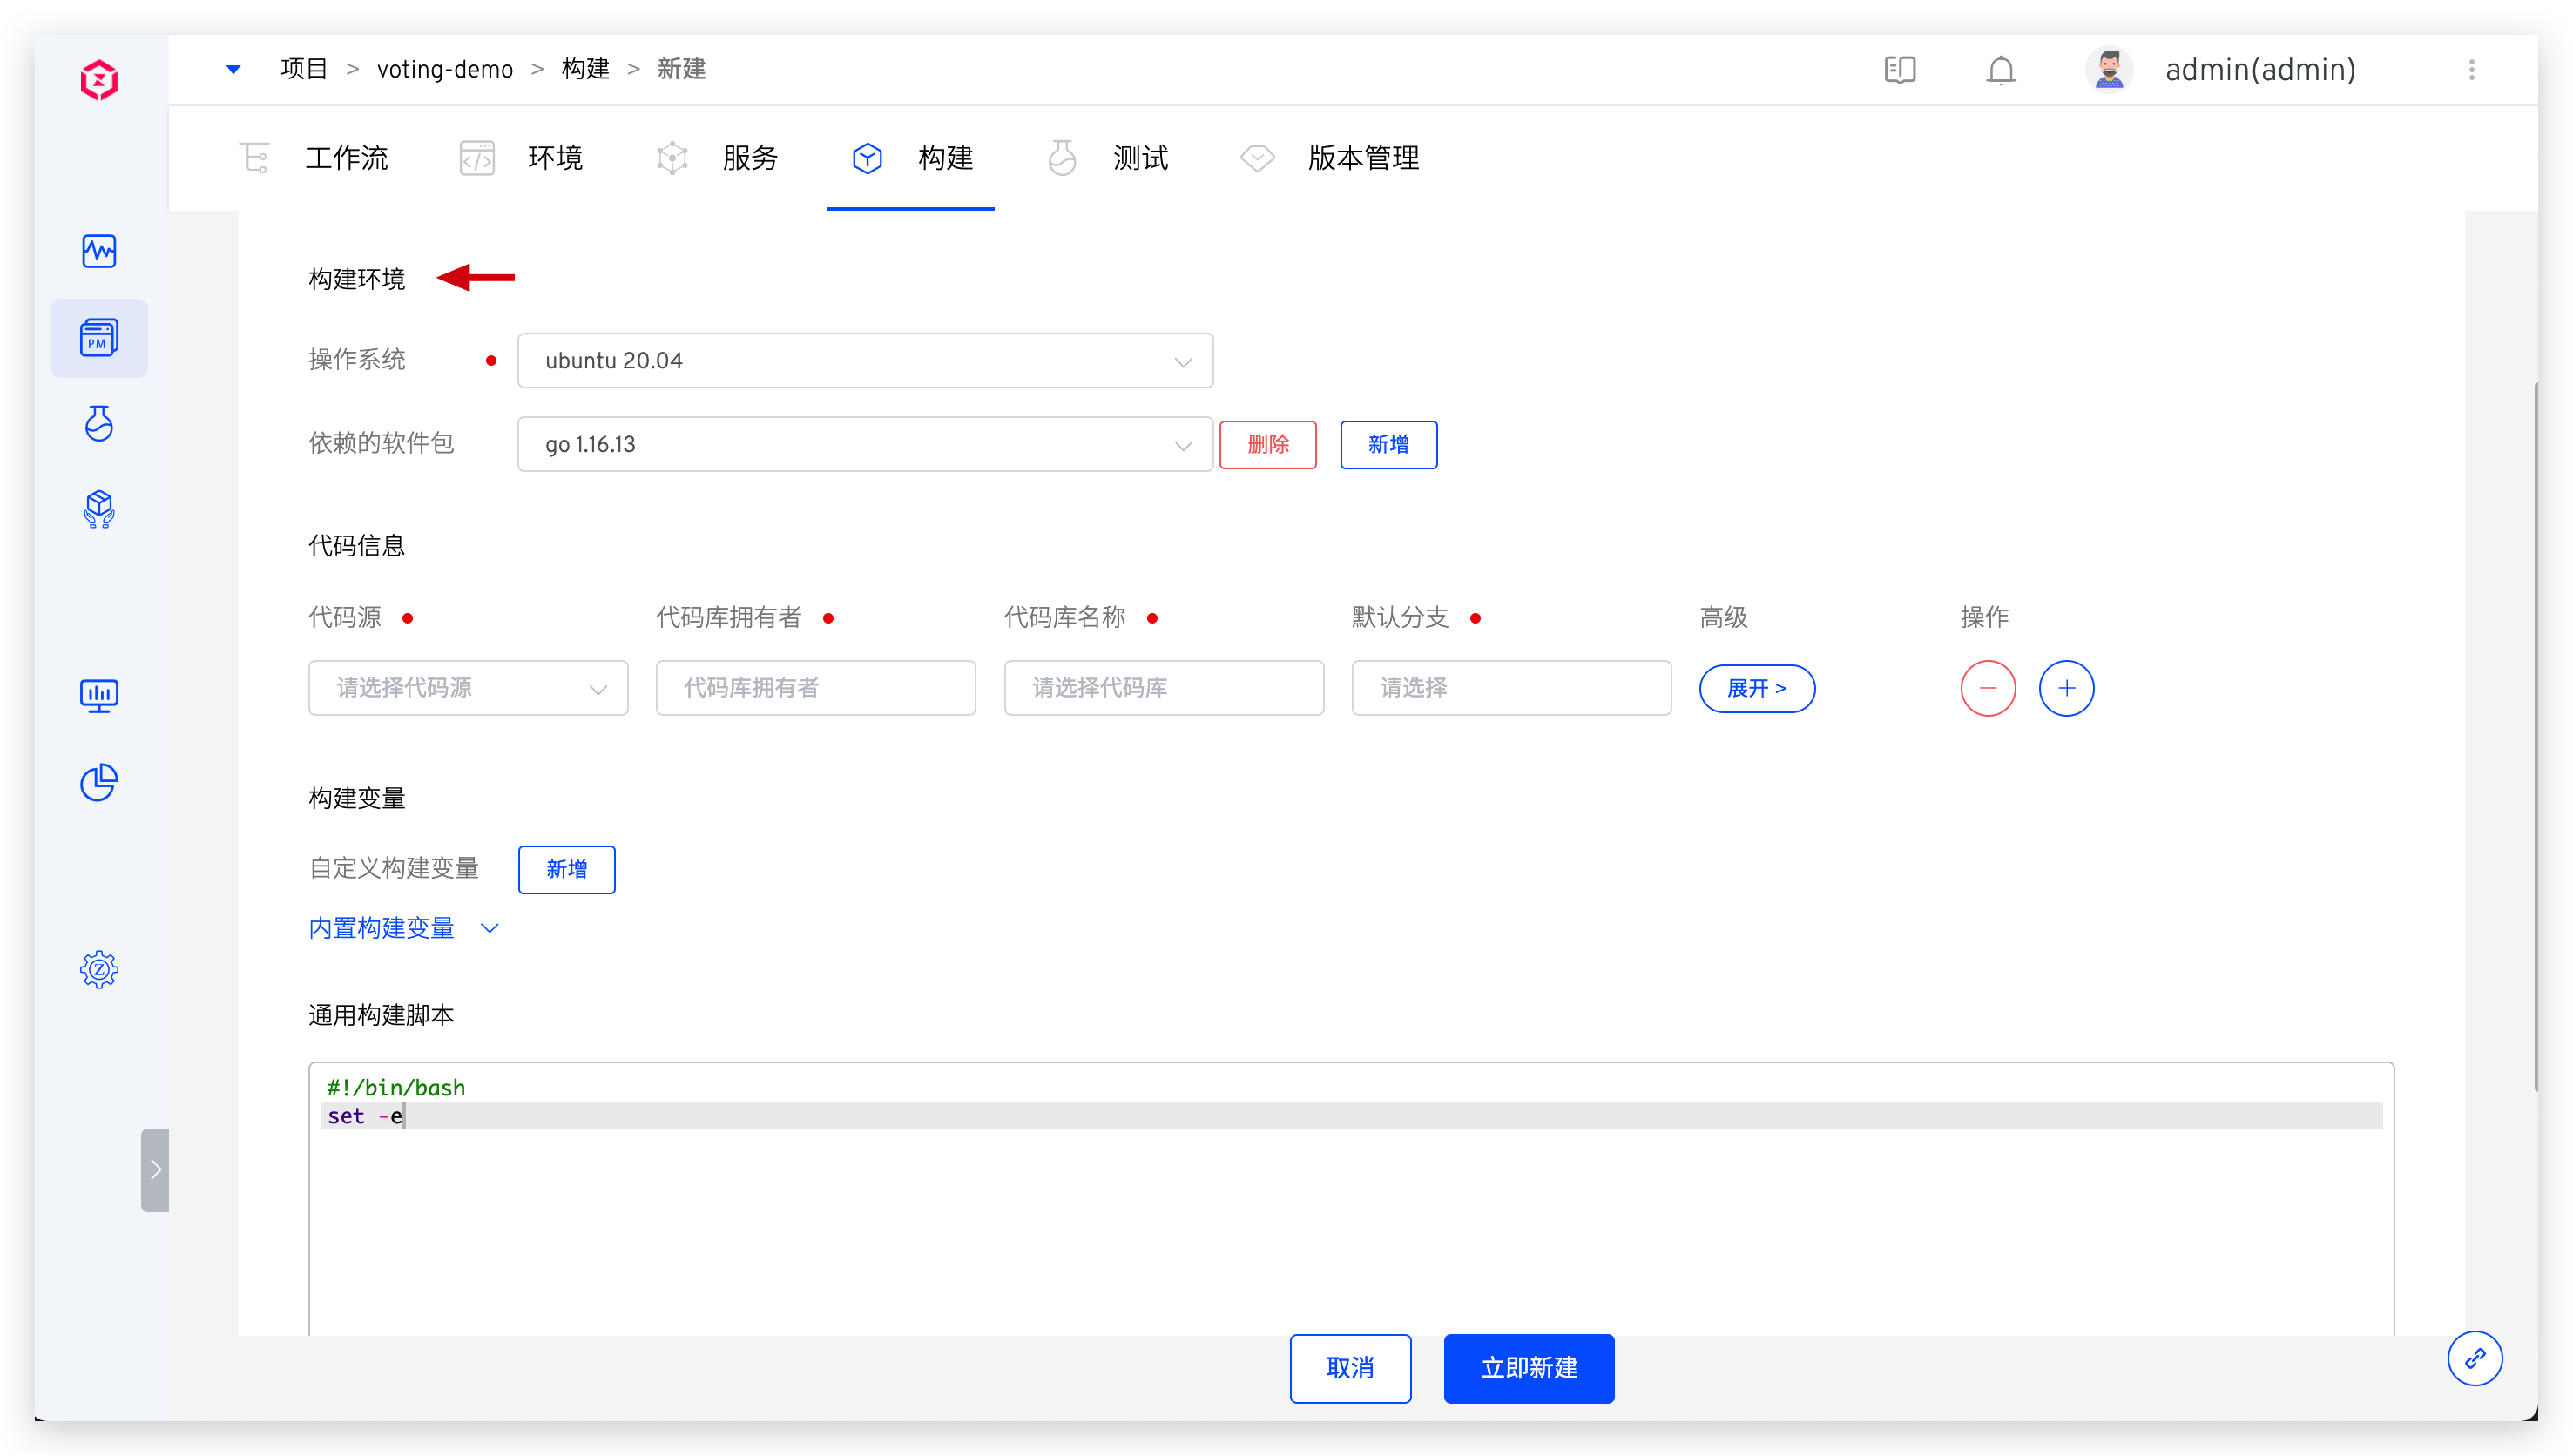 项目 > voting-demo > 构建 > 新建
admin(admin)
工作流 环境 服务 构建 测试 版本管理
PM
构建环境
操作系统 ubuntu 20.04
依赖的软件包 go 1.16.13 删除 新增
代码信息
代码源 代码库拥有者 代码库名称 默认分支 高级 操作
请选择代码源 代码库拥有者 请选择代码库 请选择 展开 >
构建变量
自定义构建变量 新增
内置构建变量
通用构建脚本
#!/bin/bash
set -e
取消 立即新建